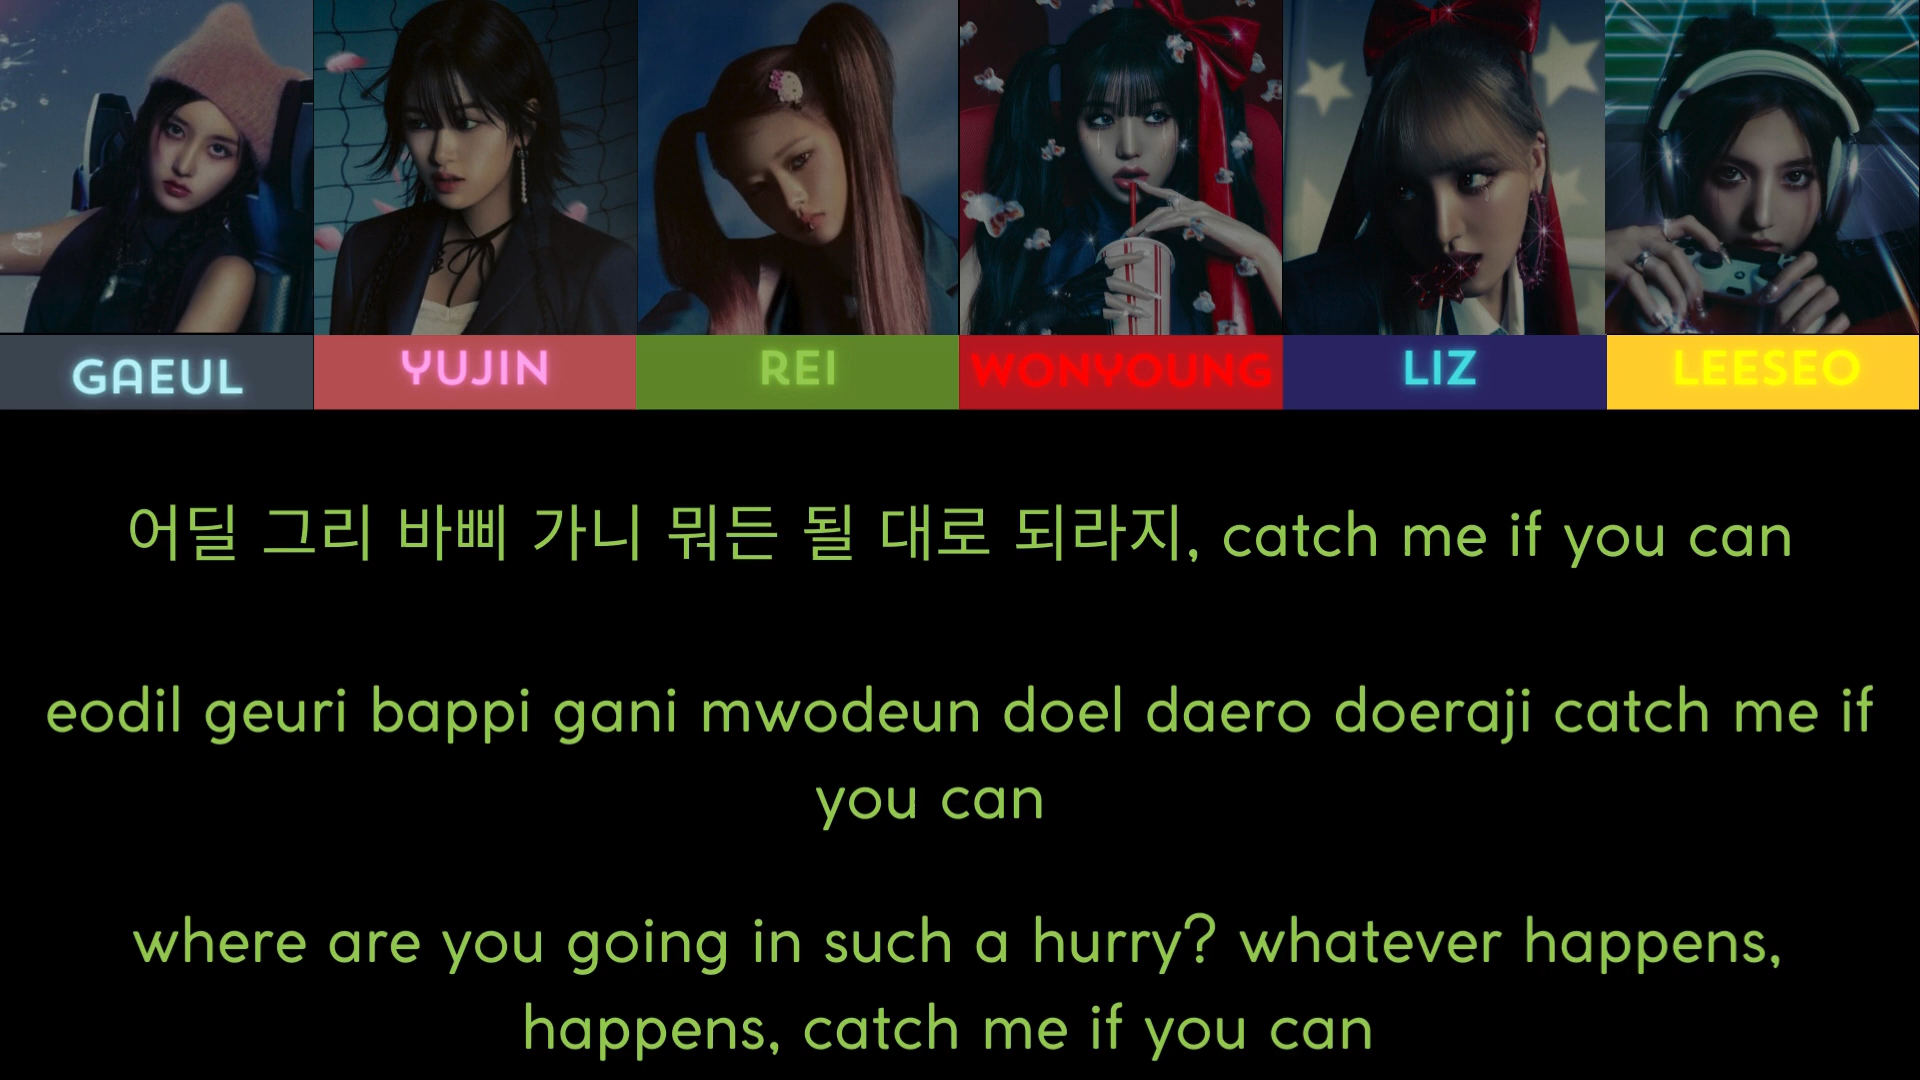 GAEUL
YUJIN
REI
WONYOUNG
LIZ
LEESEO
어딜 그리 바삐 가니 뭐든 될 대로 되라지, catch me if you can
eodil geuri bappi gani mwodeun doel daero doeraji catch me if
you can
where are you going in such a hurry? whatever happens,
happens, catch me if you can